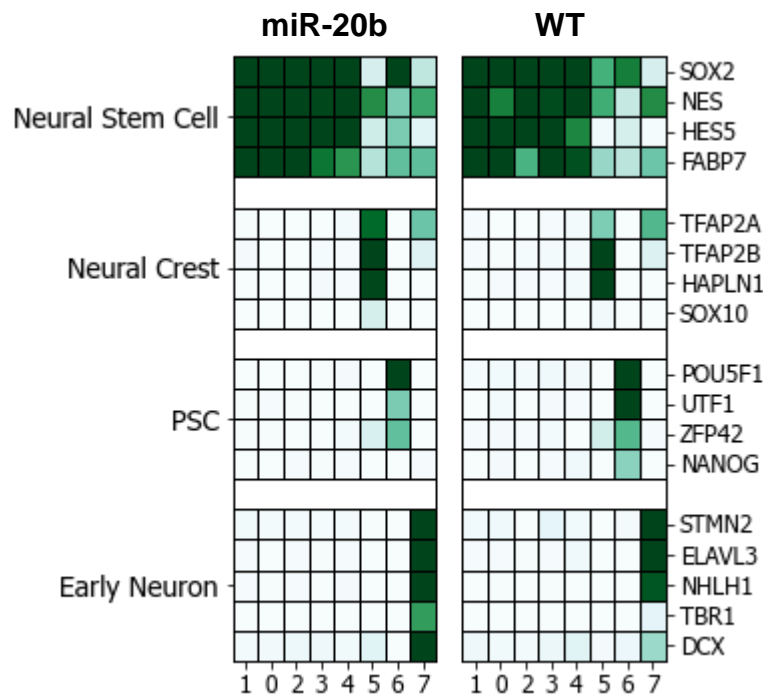 miR-20b WT
Neural Stem Cell
SOX2
NES
HES5
FABP7
Neural Crest
TFAP2A
TFAP2B
HAPLN1
SOX10
PSC
POU5F1
UTF1
ZFP42
NANOG
Early Neuron
STMN2
ELAVL3
NHLH1
TBR1
DCX
1 0 2 3 4 5 6 7 1 0 2 3 4 5 6 7